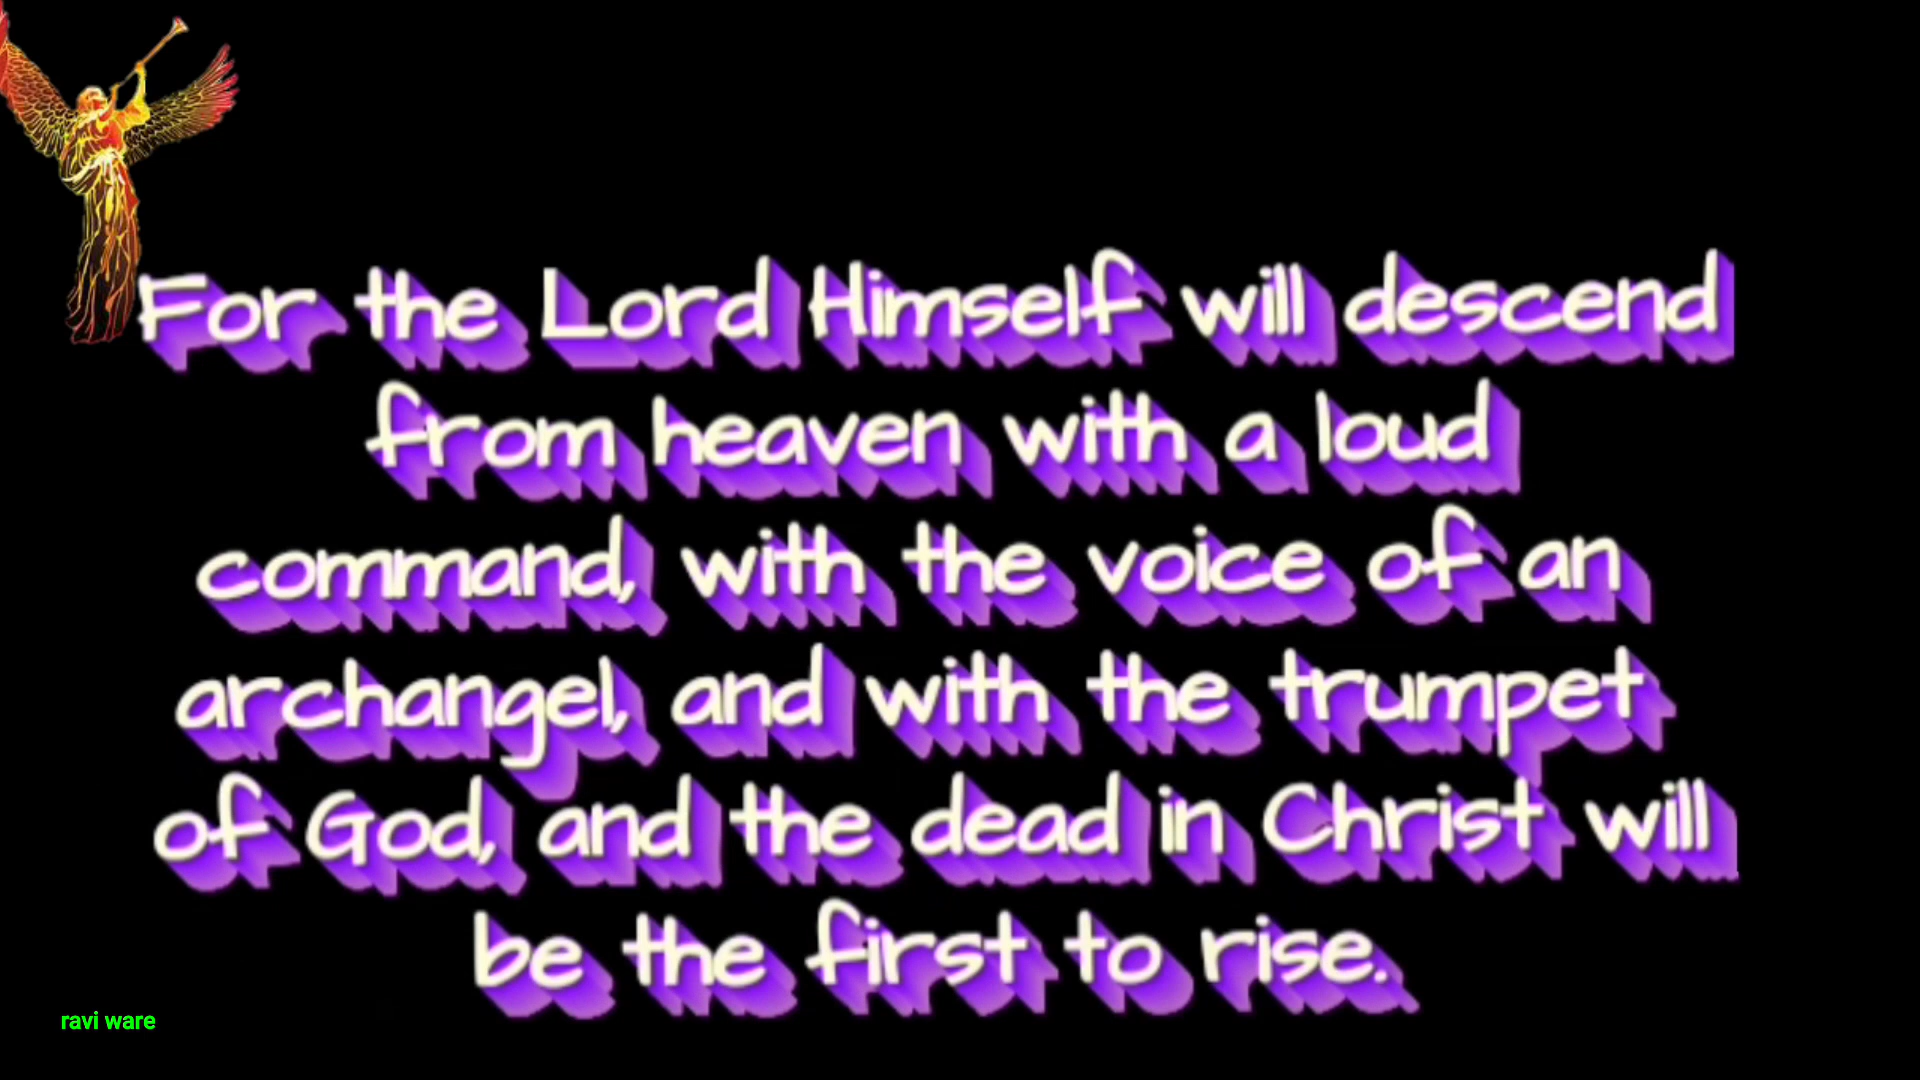 For the Lord Himself will descend
from heaven with a loud
command, with the voice of an
archangel, and with the trumpet
of God, and the dead in Christ will
be the first to rise.
ravi ware